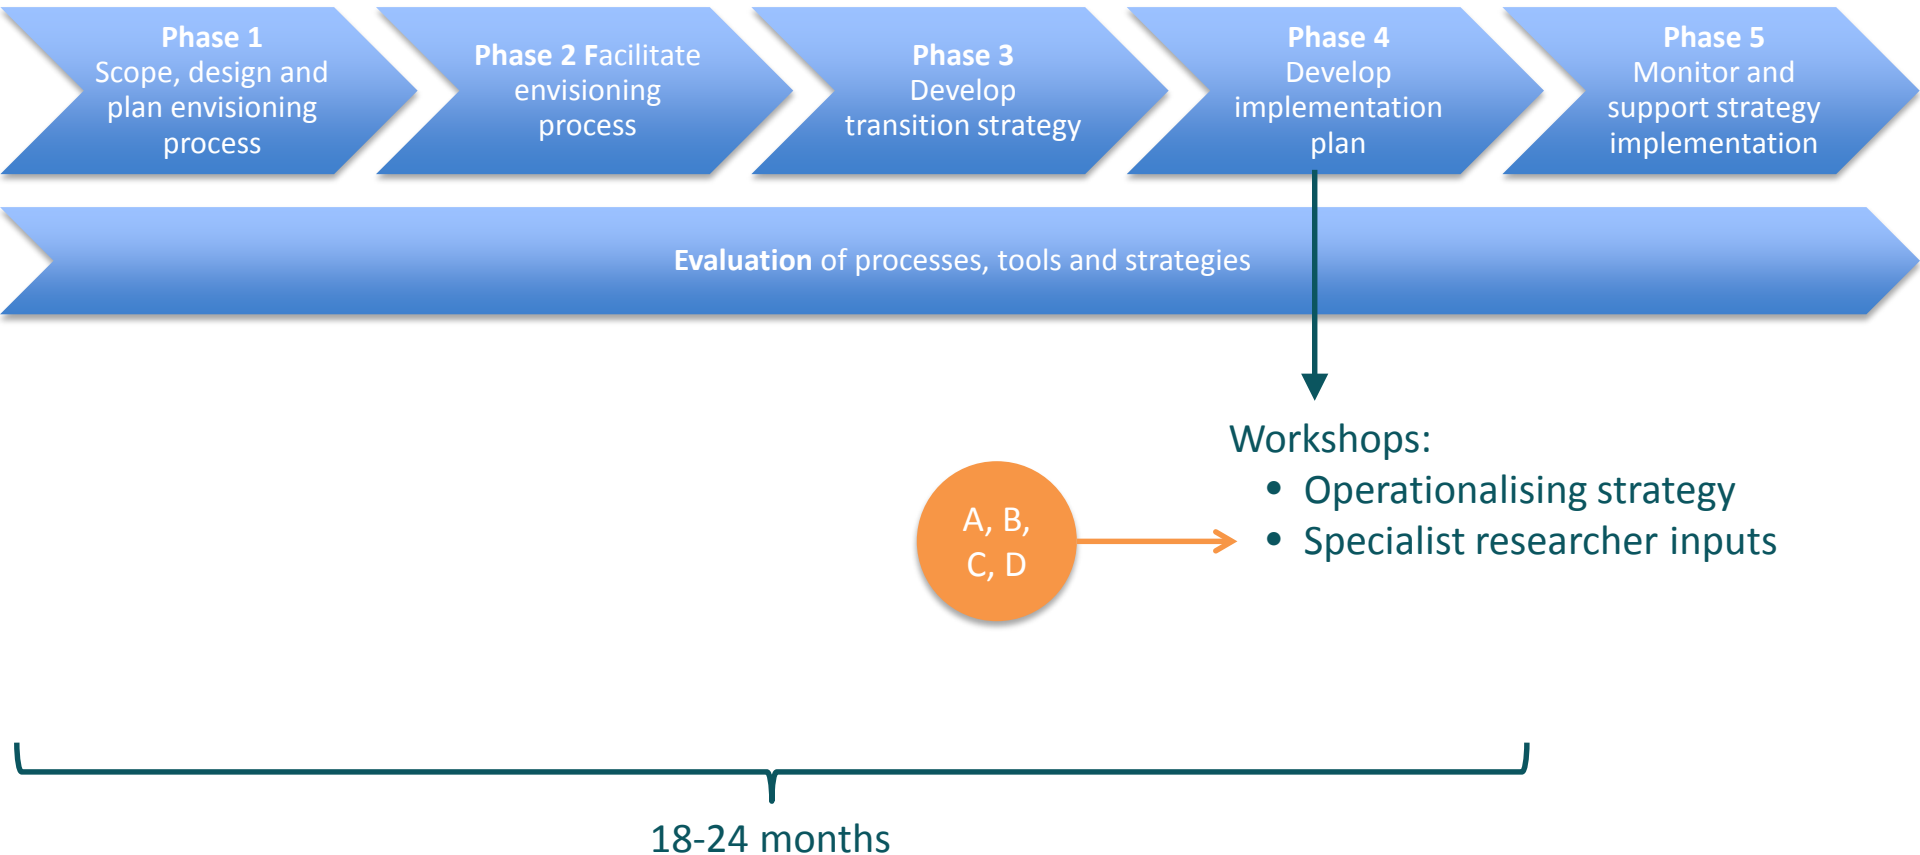 Phase 1
Scope, design and
plan envisioning
process
Phase 2 Facilitate
envisioning
process
Phase 3
Develop
transition strategy
Phase 4
Develop
implementation
plan
Phase 5
Monitor and
support strategy
implementation
Evaluation of processes, tools and strategies
Workshops:
• Operationalising strategy
• Specialist researcher inputs
A, B,
C, D
18-24 months